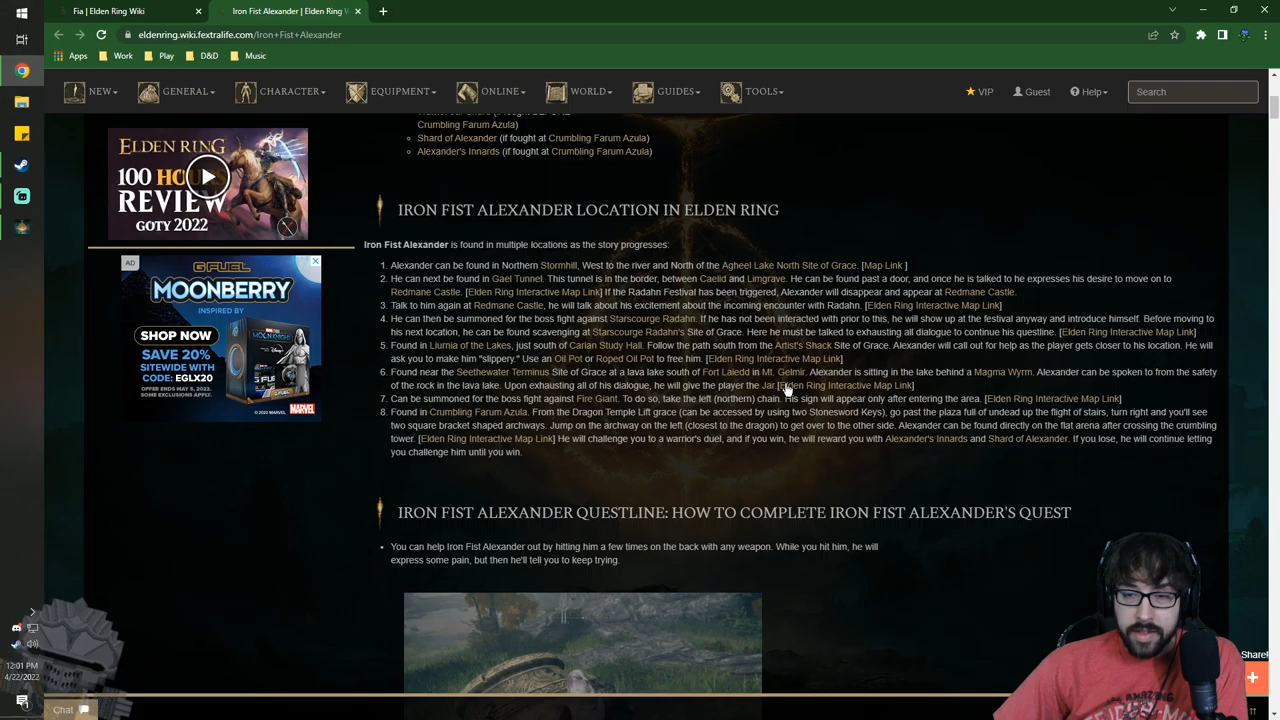 Fia | Elden Ring Wiki
Elden Ring Wiki
eldenring.wiki.fextralife.com/Iron+Fist+Alexander
Apps
Work
Play
D&D
Music
NEW
GENERAL
CHARACTER
EQUIPMENT
ONLINE
WORLD
GUIDES
TOOLS
VIP
Guest
Help
Search
Crumbling Farum Azula)
Shard of Alexander (if fought at Crumbling Farum Azula)
Alexander's Innards (if fought at Crumbling Farum Azula)
ELDEN RING
100 HOUR
REVIEW
GOTY 2022
AD
G FUEL
MOONBERRY
INSPIRED BY
MOON KNIGHT
SHOP NOW
SAVE 20%
SITEWIDE WITH
CODE: EGLX20
OFFER ENDS MAY 5, 2022.
SOME EXCLUSIONS APPLY.
© 2022 MARVEL
MARVEL
IRON FIST ALEXANDER LOCATION IN ELDEN RING
Iron Fist Alexander is found in multiple locations as the story progresses:
1. Alexander can be found in Northern Stormhill, West to the river and North of the Agheel Lake North Site of Grace. [Map Link ]
2. He can next be found in Gael Tunnel. This tunnel is in the border, between Caelid and Limgrave. He can be found past a door, and once he is talked to he expresses his desire to move on to
Redmane Castle. [Elden Ring Interactive Map Link] If the Radahn Festival has been triggered, Alexander will disappear and appear at Redmane Castle.
3. Talk to him again at Redmane Castle, he will talk about his excitement about the incoming encounter with Radahn. [Elden Ring Interactive Map Link]
4. He can then be summoned for the boss fight against Starscourge Radahn. If he has not been interacted with prior to this, he will show up at the festival anyway and introduce himself. Before moving to
his next location, he can be found scavenging at Starscourge Radahn's Site of Grace. Here he must be talked to exhausting all dialogue to continue his questline. [Elden Ring Interactive Map Link]
5. Found in Liurnia of the Lakes, just south of Carian Study Hall. Follow the path south from the Artist's Shack Site of Grace. Alexander will call out for help as the player gets closer to his location. He will
ask you to make him "slippery." Use an Oil Pot or Roped Oil Pot to free him. [Elden Ring Interactive Map Link]
6. Found near the Seethewater Terminus Site of Grace at a lava lake south of Fort Laiedd in Mt. Gelmir. Alexander is sitting in the lake behind a Magma Wyrm. Alexander can be spoken to from the safety
of the rock in the lava lake. Upon exhausting all of his dialogue, he will give the player the Jar.[Elden Ring Interactive Map Link]
7. Can be summoned for the boss fight against Fire Giant. To do so, take the left (northern) chain. His sign will appear only after entering the area. [Elden Ring Interactive Map Link]
8. Found in Crumbling Farum Azula. From the Dragon Temple Lift grace (can be accessed by using two Stonesword Keys), go past the plaza full of undead up the flight of stairs, turn right and you'll see
two square bracket shaped archways. Jump on the archway on the left (closest to the dragon) to get over to the other side. Alexander can be found directly on the flat arena after crossing the crumbling
tower. [Elden Ring Interactive Map Link] He will challenge you to a warrior's duel, and if you win, he will reward you with Alexander's Innards and Shard of Alexander. If you lose, he will continue letting
you challenge him until you win.
IRON FIST ALEXANDER QUESTLINE: HOW TO COMPLETE IRON FIST ALEXANDER'S QUEST
You can help Iron Fist Alexander out by hitting him a few times on the back with any weapon. While you hit him, he will
express some pain, but then he'll tell you to keep trying.
12:01 PM
4/22/2022
Chat
Share!